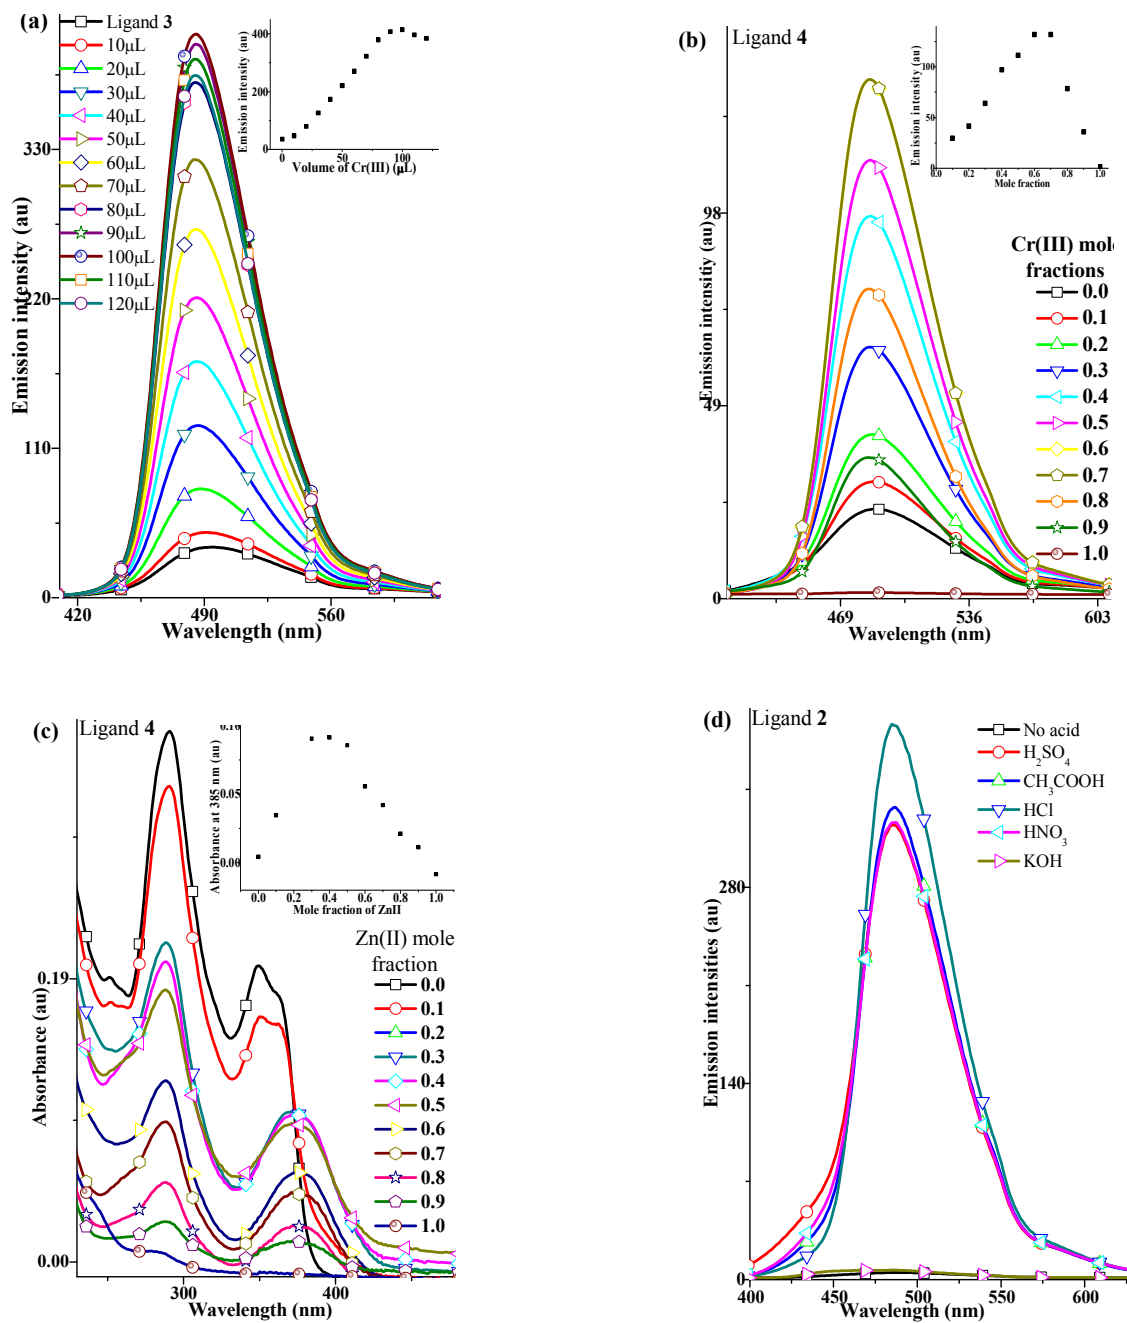 (a)
Ligand 3
10µL
20µL
30µL
40µL
50µL
60µL
70µL
80µL
90µL
100µL
110µL
120µL
Emission intensity (au)
330
220
110
0
420
490
560
Wavelength (nm)
Emission intensity (au)
400
200
0
0
50
100
Volume of Cr(III) (µL)
(b)
Ligand 4
Emission intensitiy (au)
98
49
0
469
536
603
Wavelength (nm)
Emission intensity (au)
100
50
0
0.0
0.2
0.4
0.6
0.8
1.0
Mole fraction
Cr(III) mol
fractions
0.0
0.1
0.2
0.3
0.4
0.5
0.6
0.7
0.8
0.9
1.0
(c)
Ligand 4
Absorbance (au)
0.19
0.00
300
400
Wavelength (nm)
Absorbance at 385 nm (au)
0.10
0.05
0.00
0.0
0.2
0.4
0.6
0.8
1.0
Mole fraction of ZnII
Zn(II) mole
fraction
0.0
0.1
0.2
0.3
0.4
0.5
0.6
0.7
0.8
0.9
1.0
(d)
Ligand 2
No acid
H2SO4
CH3COOH
HCl
HNO3
KOH
Emission intensities (au)
280
140
0
400
450
500
550
600
Wavelength (nm)